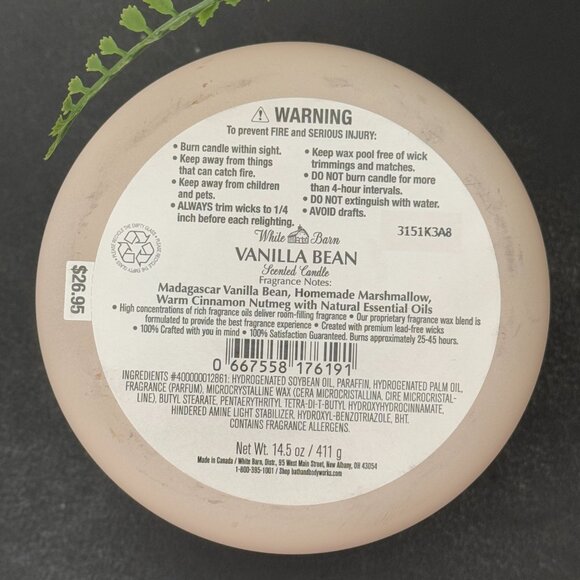 ⚠ WARNING
To prevent FIRE and SERIOUS INJURY:
• Burn candle within sight.
• Keep away from things
that can catch fire.
• Keep away from children
and pets.
• ALWAYS trim wicks to 1/4
inch before each relighting.
• Keep wax pool free of wick
trimmings and matches.
• DO NOT burn candle for more
than 4-hour intervals.
• DO NOT extinguish with water.
• AVOID drafts.
3151K3A8
White Barn
VANILLA BEAN
Scented Candle
Fragrance Notes:
Madagascar Vanilla Bean, Homemade Marshmallow,
Warm Cinnamon Nutmeg with Natural Essential Oils
• High concentrations of rich fragrance oils deliver room-filling fragrance • Our proprietary fragrance wax blend is
formulated to provide the best fragrance experience • Created with premium lead-free wicks
• 100% Crafted with you in mind • 100% Satisfaction Guaranteed. Burns approximately 25-45 hours.
0 667558 176191
INGREDIENTS #400000012861: HYDROGENATED SOYBEAN OIL, PARAFFIN, HYDROGENATED PALM OIL,
FRAGRANCE (PARFUM), MICROCRYSTALLINE WAX (CERA MICROCRISTALLINA, CIRE MICROCRISTAL-
LINE), BUTYL STEARATE, PENTAERYTHRITYL TETRA-DI-T-BUTYL HYDROXYHYDROCINNAMATE,
HINDERED AMINE LIGHT STABILIZER, HYDROXYL-BENZOTRIAZOLE, BHT.
CONTAINS FRAGRANCE ALLERGENS.
Net Wt. 14.5 oz / 411 g
Made in Canada / White Barn, Distr., 95 West Main Street, New Albany, OH 43054
1-800-395-1001 / Shop bathandbodyworks.com
$26.95
PLEASE RECYCLE THE EMPTY GLASS •